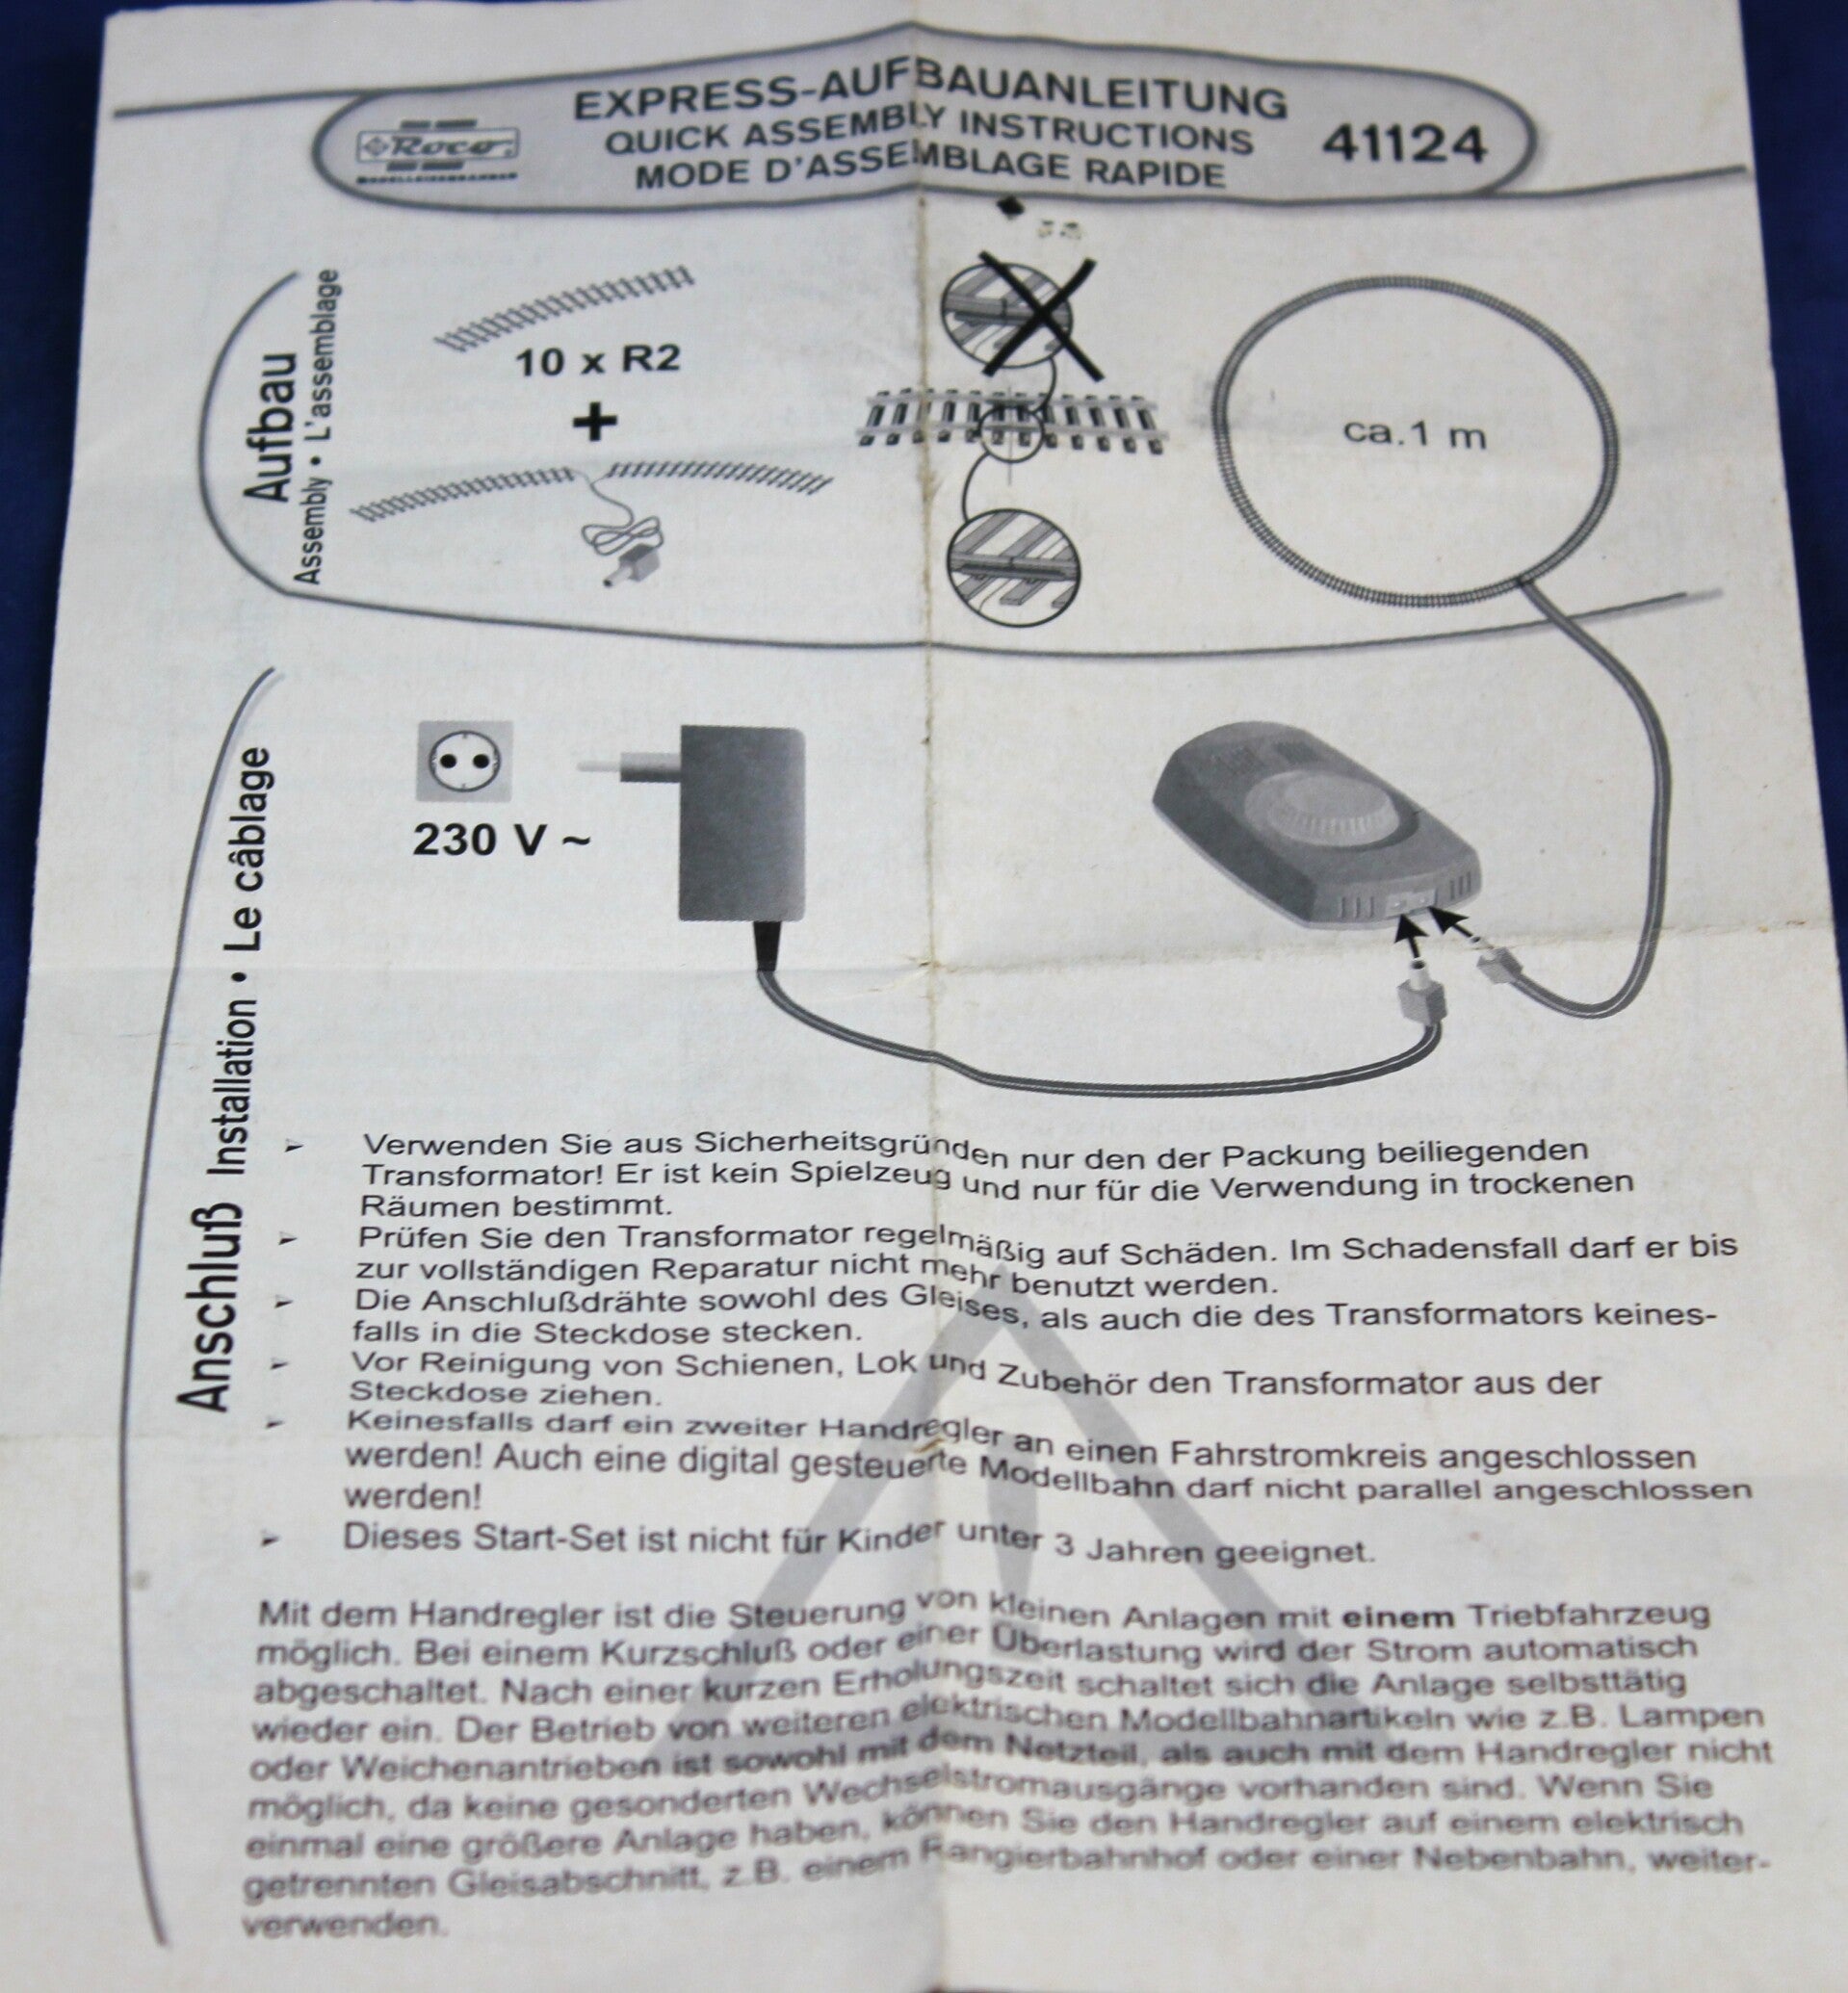 EXPRESS-AUFBAUANLEITUNG
QUICK ASSEMBLY INSTRUCTIONS
MODE D'ASSEMBLAGE RAPIDE
Roco
41124
Aufbau
Assembly • L'assemblage
10 x R2
+
ca.1 m
Anschluß Installation • Le câblage
230 V ~
➢ Verwenden Sie aus Sicherheitsgründen nur den der Packung beiliegenden
Transformator! Er ist kein Spielzeug und nur für die Verwendung in trockenen
Räumen bestimmt.
➢ Prüfen Sie den Transformator regelmäßig auf Schäden. Im Schadensfall darf er bis
zur vollständigen Reparatur nicht mehr benutzt werden.
➢ Die Anschlußdrähte sowohl des Gleises, als auch die des Transformators keines-
falls in die Steckdose stecken.
➢ Vor Reinigung von Schienen, Lok und Zubehör den Transformator aus der
Steckdose ziehen.
➢ Keinesfalls darf ein zweiter Handregler an einen Fahrstromkreis angeschlossen
werden! Auch eine digital gesteuerte Modellbahn darf nicht parallel angeschlossen
werden!
➢ Dieses Start-Set ist nicht für Kinder unter 3 Jahren geeignet.
Mit dem Handregler ist die Steuerung von kleinen Anlagen mit einem Triebfahrzeug
möglich. Bei einem Kurzschluß oder einer Überlastung wird der Strom automatisch
abgeschaltet. Nach einer kurzen Erholungszeit schaltet sich die Anlage selbsttätig
wieder ein. Der Betrieb von weiteren elektrischen Modellbahnartikeln wie z.B. Lampen
oder Weichenantrieben ist sowohl mit dem Netzteil, als auch mit dem Handregler nicht
möglich, da keine gesonderten Wechselstromausgänge vorhanden sind. Wenn Sie
einmal eine größere Anlage haben, können Sie den Handregler auf einem elektrisch
getrennten Gleisabschnitt, z.B. einem Rangierbahnhof oder einer Nebenbahn, weiter-
verwenden.